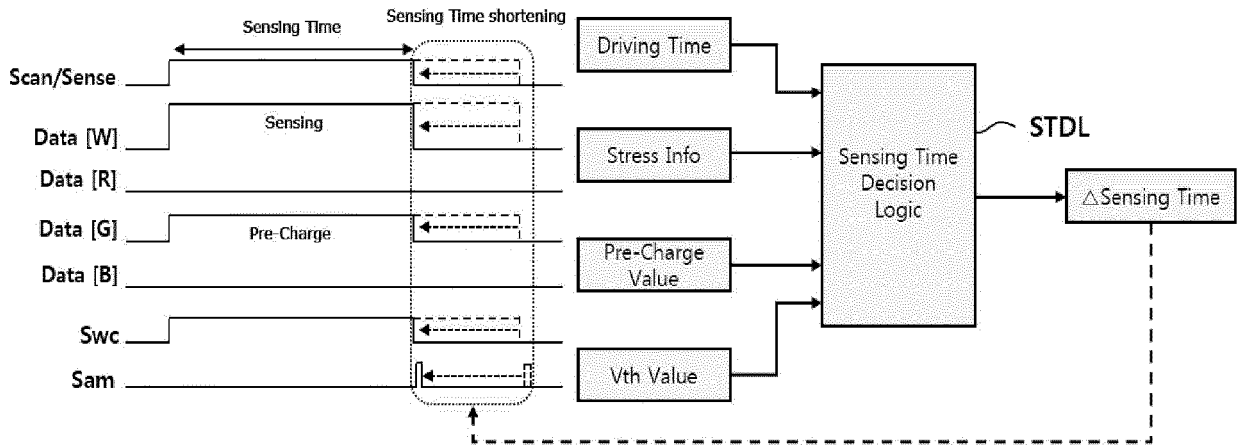 Sensing Time shortening
Sensing Time
Scan/Sense
Data [W]
Sensing
Data [R]
Data [G]
Pre-Charge
Data [B]
Swc
Sam
Driving Time
Stress Info
Pre-Charge
Value
Vth Value
Sensing Time
Decision
Logic
STDL
△Sensing Time